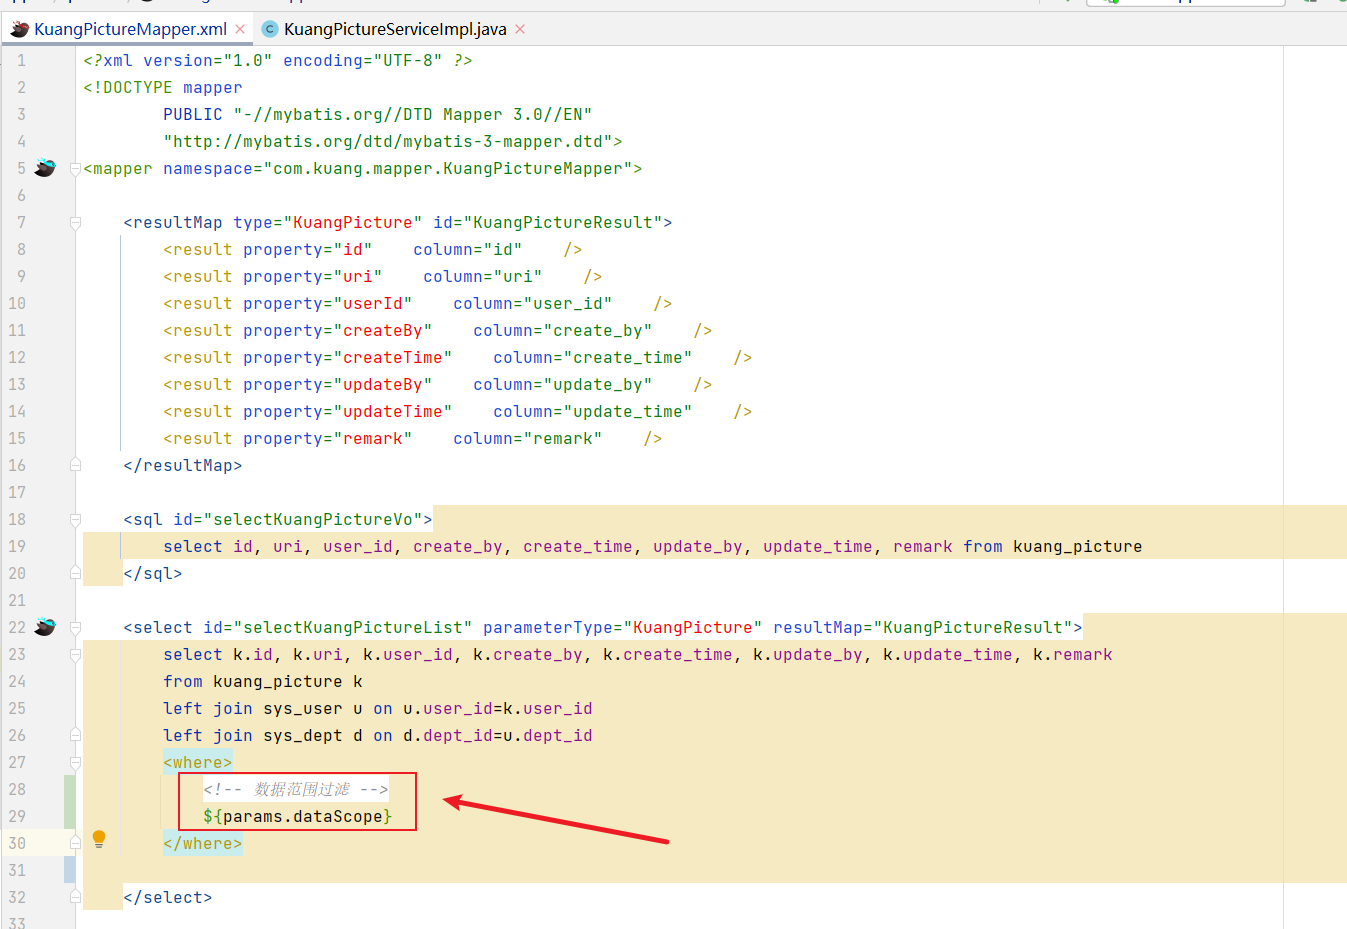 KuangPictureMapper.xml × KuangPictureServiceImpl.java ×
1 <?xml version="1.0" encoding="UTF-8" ?>
2 <!DOCTYPE mapper
3 PUBLIC "-//mybatis.org//DTD Mapper 3.0//EN"
4 "http://mybatis.org/dtd/mybatis-3-mapper.dtd">
5 <mapper namespace="com.kuang.mapper.KuangPictureMapper">
6
7 <resultMap type="KuangPicture" id="KuangPictureResult">
8 <result property="id"    column="id"    />
9 <result property="uri"    column="uri"    />
10 <result property="userId"    column="user_id"    />
11 <result property="createBy"    column="create_by"    />
12 <result property="createTime"    column="create_time"    />
13 <result property="updateBy"    column="update_by"    />
14 <result property="updateTime"    column="update_time"    />
15 <result property="remark"    column="remark"    />
16 </resultMap>
17
18 <sql id="selectKuangPictureVo">
19 select id, uri, user_id, create_by, create_time, update_by, update_time, remark from kuang_picture
20 </sql>
21
22 <select id="selectKuangPictureList" parameterType="KuangPicture" resultMap="KuangPictureResult">
23 select k.id, k.uri, k.user_id, k.create_by, k.create_time, k.update_by, k.update_time, k.remark
24 from kuang_picture k
25 left join sys_user u on u.user_id=k.user_id
26 left join sys_dept d on d.dept_id=u.dept_id
27 <where>
28 <!-- 数据范围过滤 -->
29 ${params.dataScope}
30 </where>
31
32 </select>
33